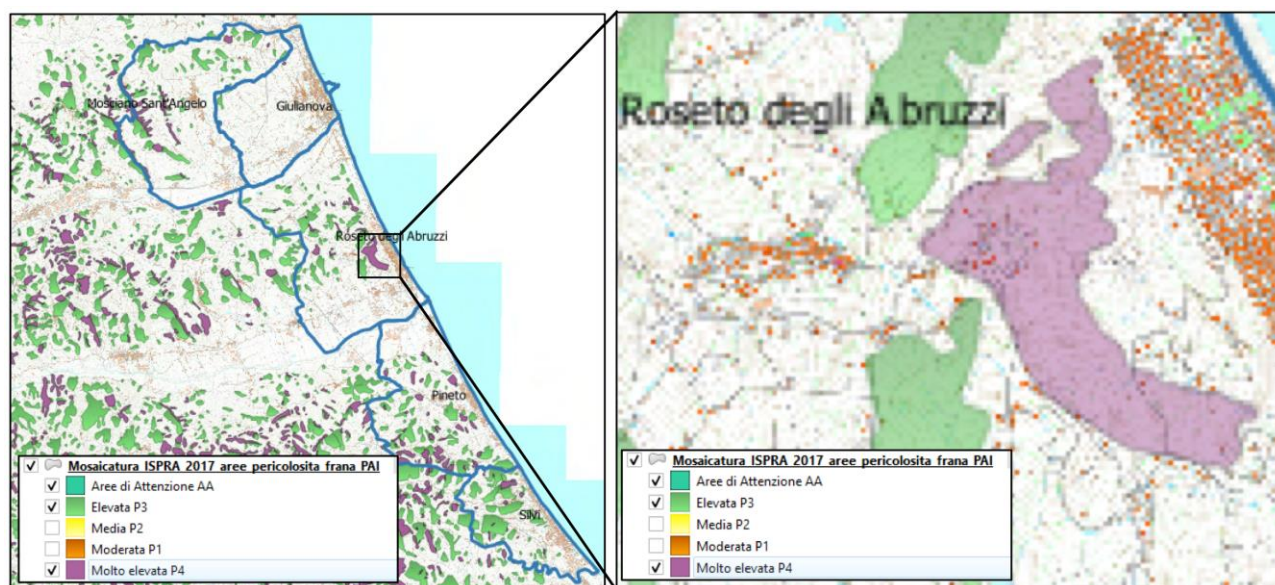 Mosciano Sant'Angelo
Giulianova
Roseto degli Abruzzi
Pineto
Silvi
Mosaicatura ISPRA 2017 aree pericolosita frana PAI
Aree di Attenzione AA
Elevata P3
Media P2
Moderata P1
Molto elevata P4
Roseto degli Abruzzi
Mosaicatura ISPRA 2017 aree pericolosita frana PAI
Aree di Attenzione AA
Elevata P3
Media P2
Moderata P1
Molto elevata P4